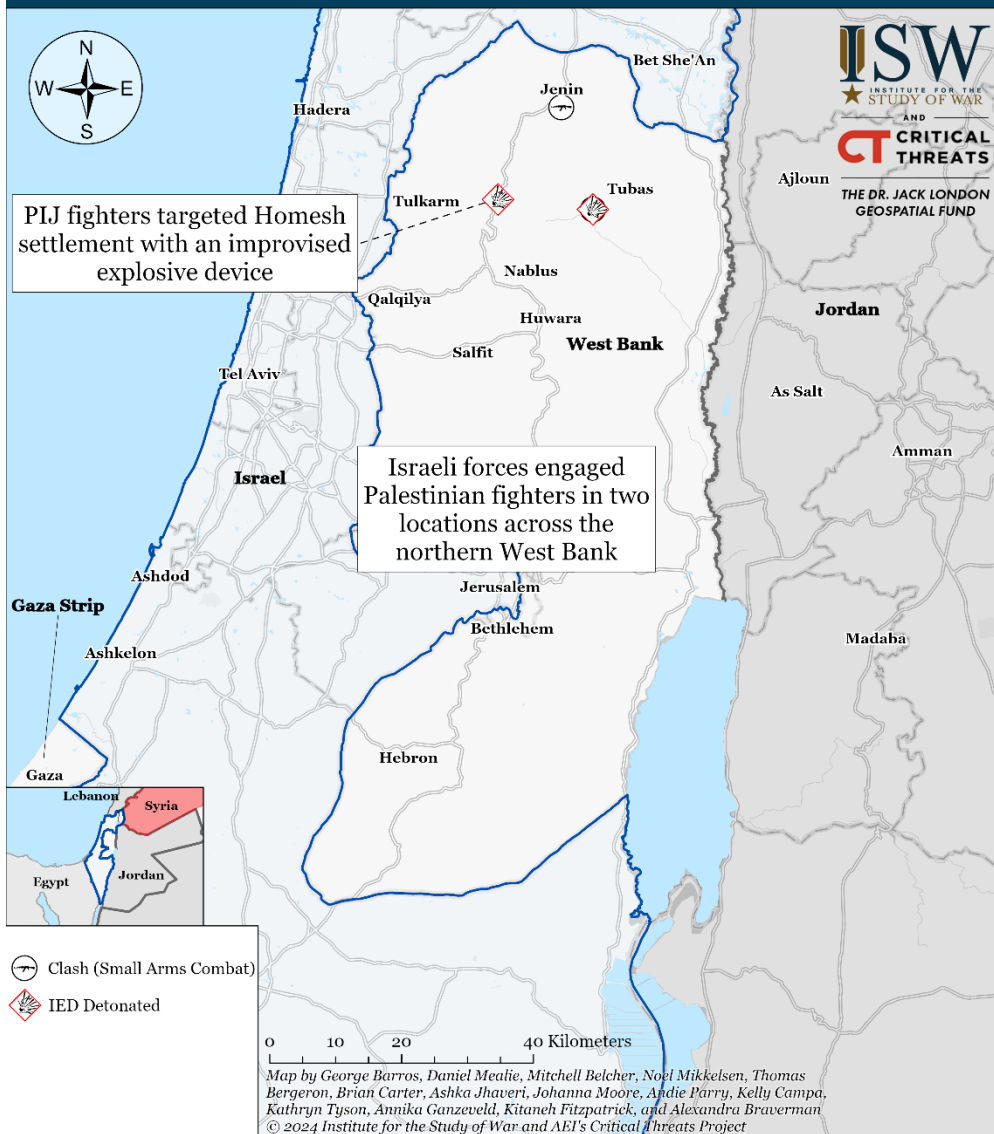 N
W E
S
ISW
INSTITUTE FOR THE
STUDY OF WAR
AND
CT CRITICAL
THREATS
THE DR. JACK LONDON
GEOSPATIAL FUND
Bet She'An
Jenin
Hadera
Ajloun
Tulkarm
Tubas
PIJ fighters targeted Homesh
settlement with an improvised
explosive device
Nablus
Qalqilya
Huwara
Jordan
West Bank
Salfit
Tel Aviv
As Salt
Amman
Israel
Israeli forces engaged
Palestinian fighters in two
locations across the
northern West Bank
Ashdod
Jerusalem
Gaza Strip
Bethlehem
Madaba
Ashkelon
Hebron
Gaza
Lebanon
Syria
Egypt
Jordan
Clash (Small Arms Combat)
IED Detonated
0 10 20 40 Kilometers
Map by George Barros, Daniel Mealie, Mitchell Belcher, Noel Mikkelsen, Thomas
Bergeron, Brian Carter, Ashka Jhaveri, Johanna Moore, Andie Parry, Kelly Campa,
Kathryn Tyson, Annika Ganzeveld, Kitaneh Fitzpatrick, and Alexandra Braverman
© 2024 Institute for the Study of War and AEI's Critical Threats Project